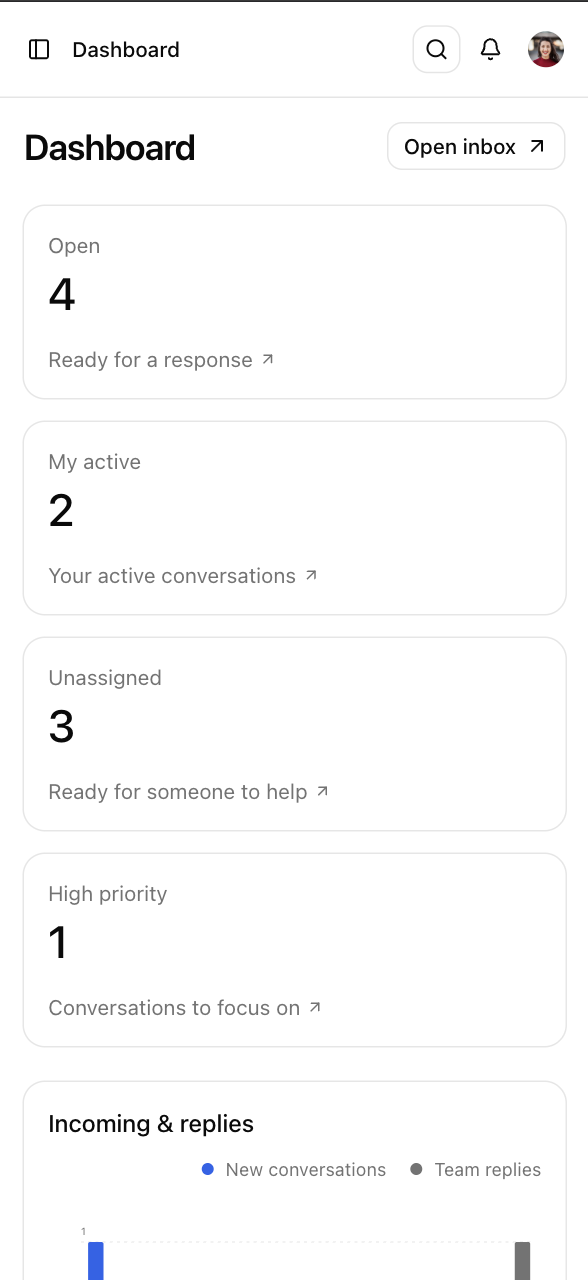 Dashboard
Dashboard
Open inbox
Open
4
Ready for a response
My active
2
Your active conversations
Unassigned
3
Ready for someone to help
High priority
1
Conversations to focus on
Incoming & replies
New conversations Team replies
1